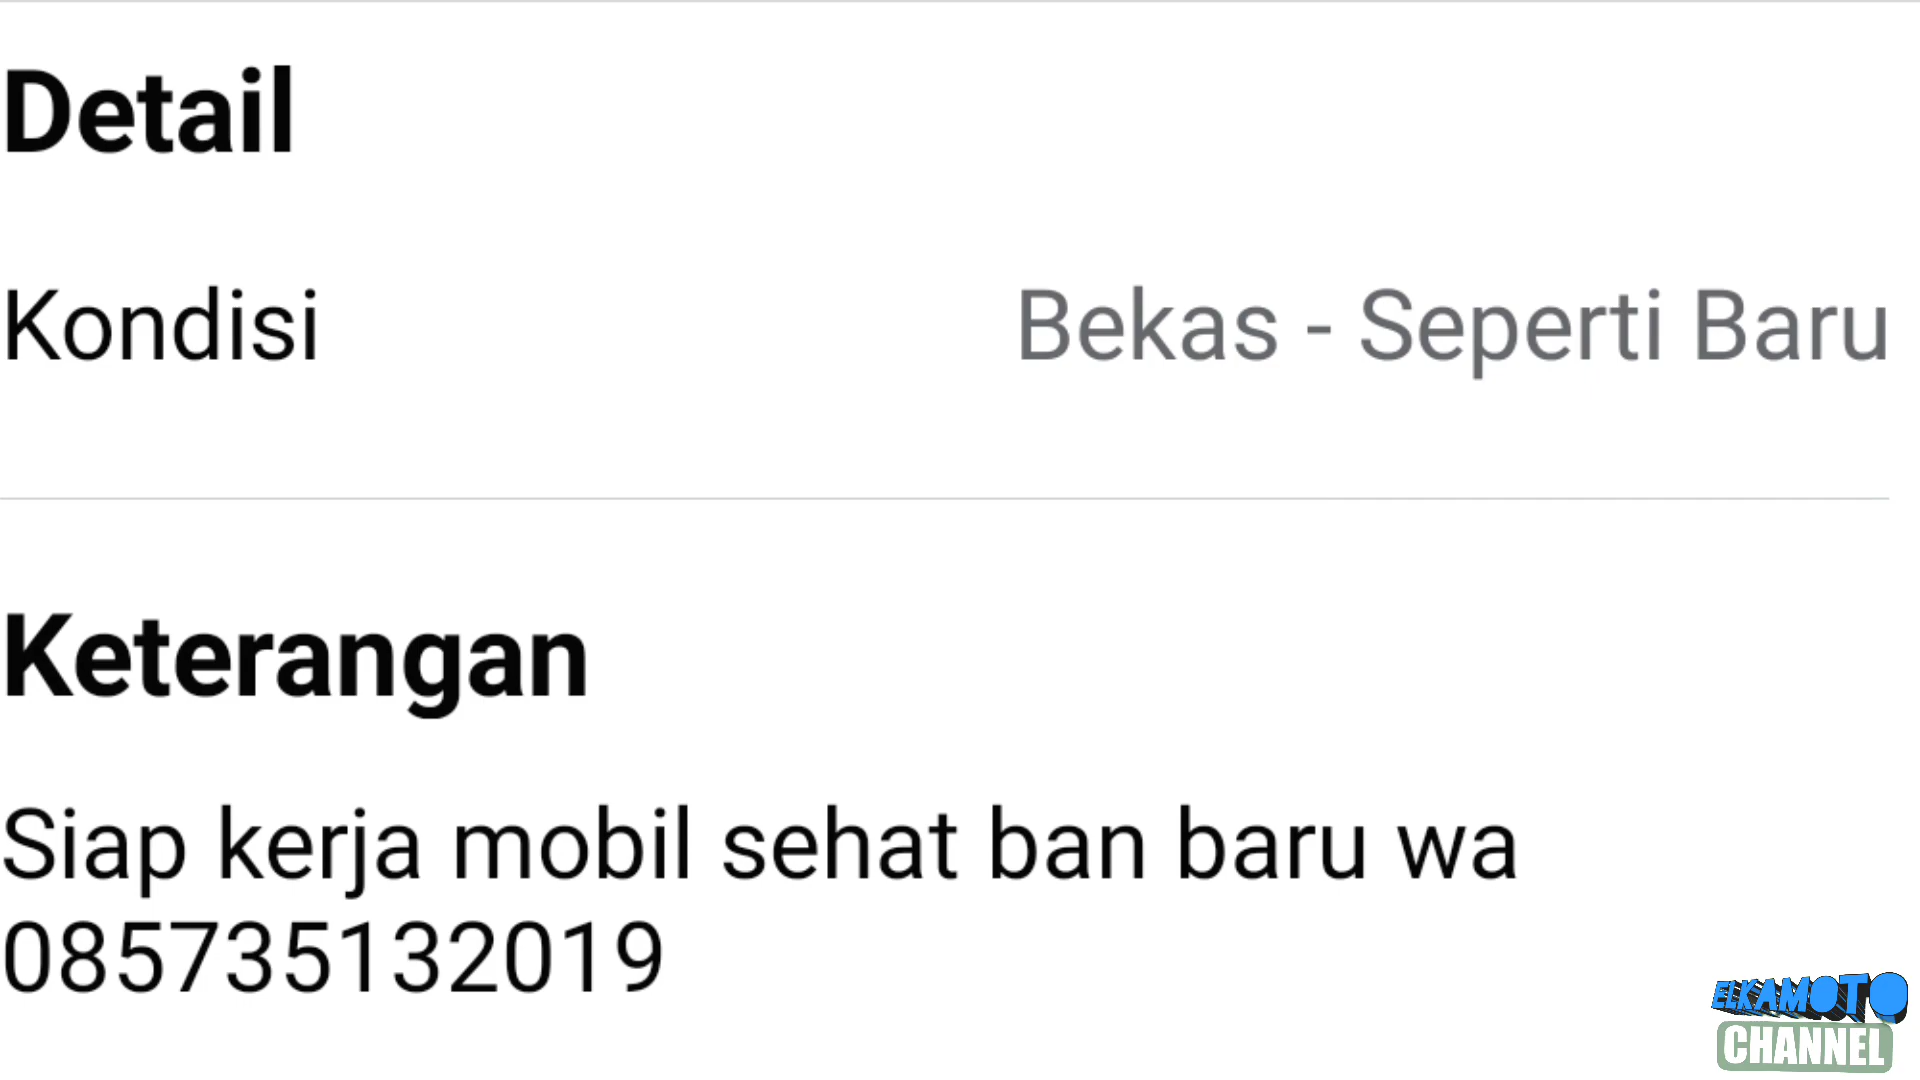 Detail
Kondisi Bekas - Seperti Baru
Keterangan
Siap kerja mobil sehat ban baru wa
085735132019
ELKAMOTO
CHANNEL